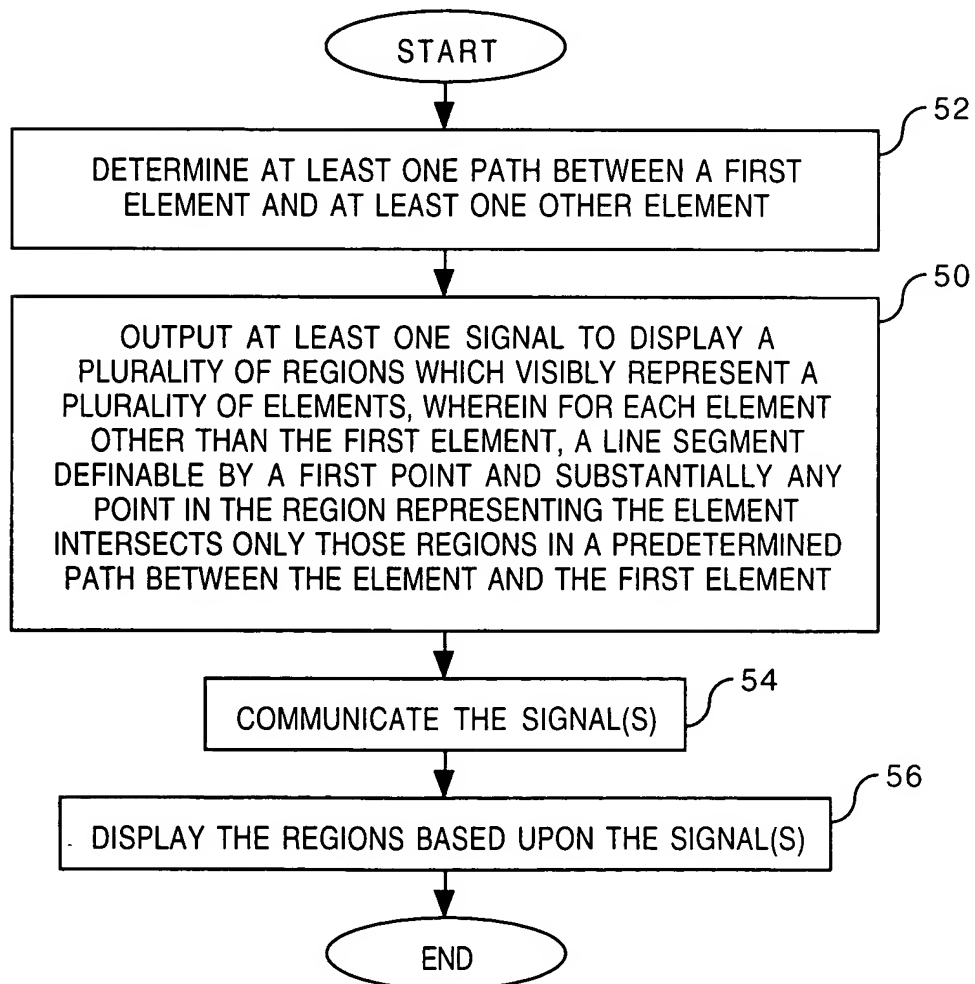 START
52
DETERMINE AT LEAST ONE PATH BETWEEN A FIRST
ELEMENT AND AT LEAST ONE OTHER ELEMENT
50
OUTPUT AT LEAST ONE SIGNAL TO DISPLAY A
PLURALITY OF REGIONS WHICH VISIBLY REPRESENT A
PLURALITY OF ELEMENTS, WHEREIN FOR EACH ELEMENT
OTHER THAN THE FIRST ELEMENT, A LINE SEGMENT
DEFINABLE BY A FIRST POINT AND SUBSTANTIALLY ANY
POINT IN THE REGION REPRESENTING THE ELEMENT
INTERSECTS ONLY THOSE REGIONS IN A PREDETERMINED
PATH BETWEEN THE ELEMENT AND THE FIRST ELEMENT
54
COMMUNICATE THE SIGNAL(S)
56
DISPLAY THE REGIONS BASED UPON THE SIGNAL(S)
END